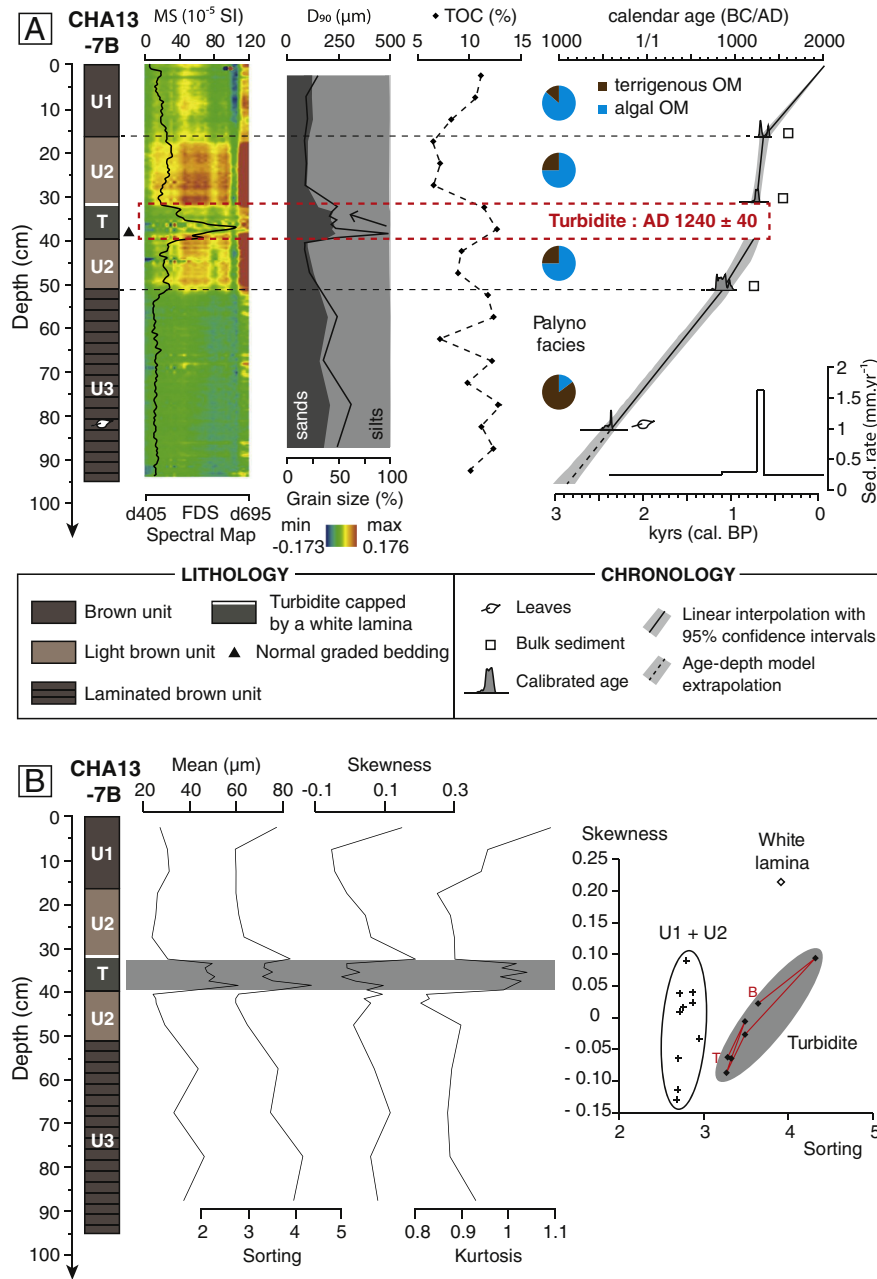 A
CHA13
-7B
MS (10⁻⁵ SI)
0 40 80 120
D₉₀ (µm)
0 250 500
TOC (%)
0 5 10 15
calendar age (BC/AD)
1000 1/1 1000 2000
Depth (cm)
0
10
20
30
40
50
60
70
80
90
100
U1
U2
T
U2
U3
sands
silts
terrigenous OM
algal OM
Turbidite : AD 1240 ± 40
Palyno
facies
Sed. rate (mm.yr⁻¹)
2
1.5
1
0.5
0
d405 FDS d695
Spectral Map
0 50 100
Grain size (%)
min max
-0.173 0.176
3 2 1 0
kyrs (cal. BP)
LITHOLOGY
Brown unit
Turbidite capped
by a white lamina
Light brown unit
Normal graded bedding
Laminated brown unit
CHRONOLOGY
Leaves
Bulk sediment
Calibrated age
Linear interpolation with
95% confidence intervals
Age-depth model
extrapolation
B
CHA13
-7B
Mean (µm)
20 40 60 80
Skewness
-0.1 0.1 0.3
Depth (cm)
0
10
20
30
40
50
60
70
80
90
100
U1
U2
T
U2
U3
2 3 4 5
Sorting
0.8 0.9 1 1.1
Kurtosis
Skewness
0.25
0.20
0.15
0.10
0.05
0
- 0.05
- 0.10
- 0.15
White
lamina
U1 + U2
B
T
Turbidite
2 3 4 5
Sorting